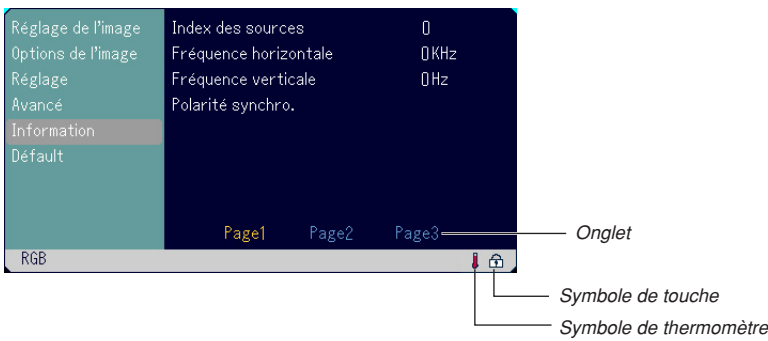 Réglage de l'image
Options de l'image
Réglage
Avancé
Information
Défault
Index des sources 0
Fréquence horizontale 0KHz
Fréquence verticale 0Hz
Polarité synchro.
Page1 Page2 Page3
RGB
Onglet
Symbole de touche
Symbole de thermomètre